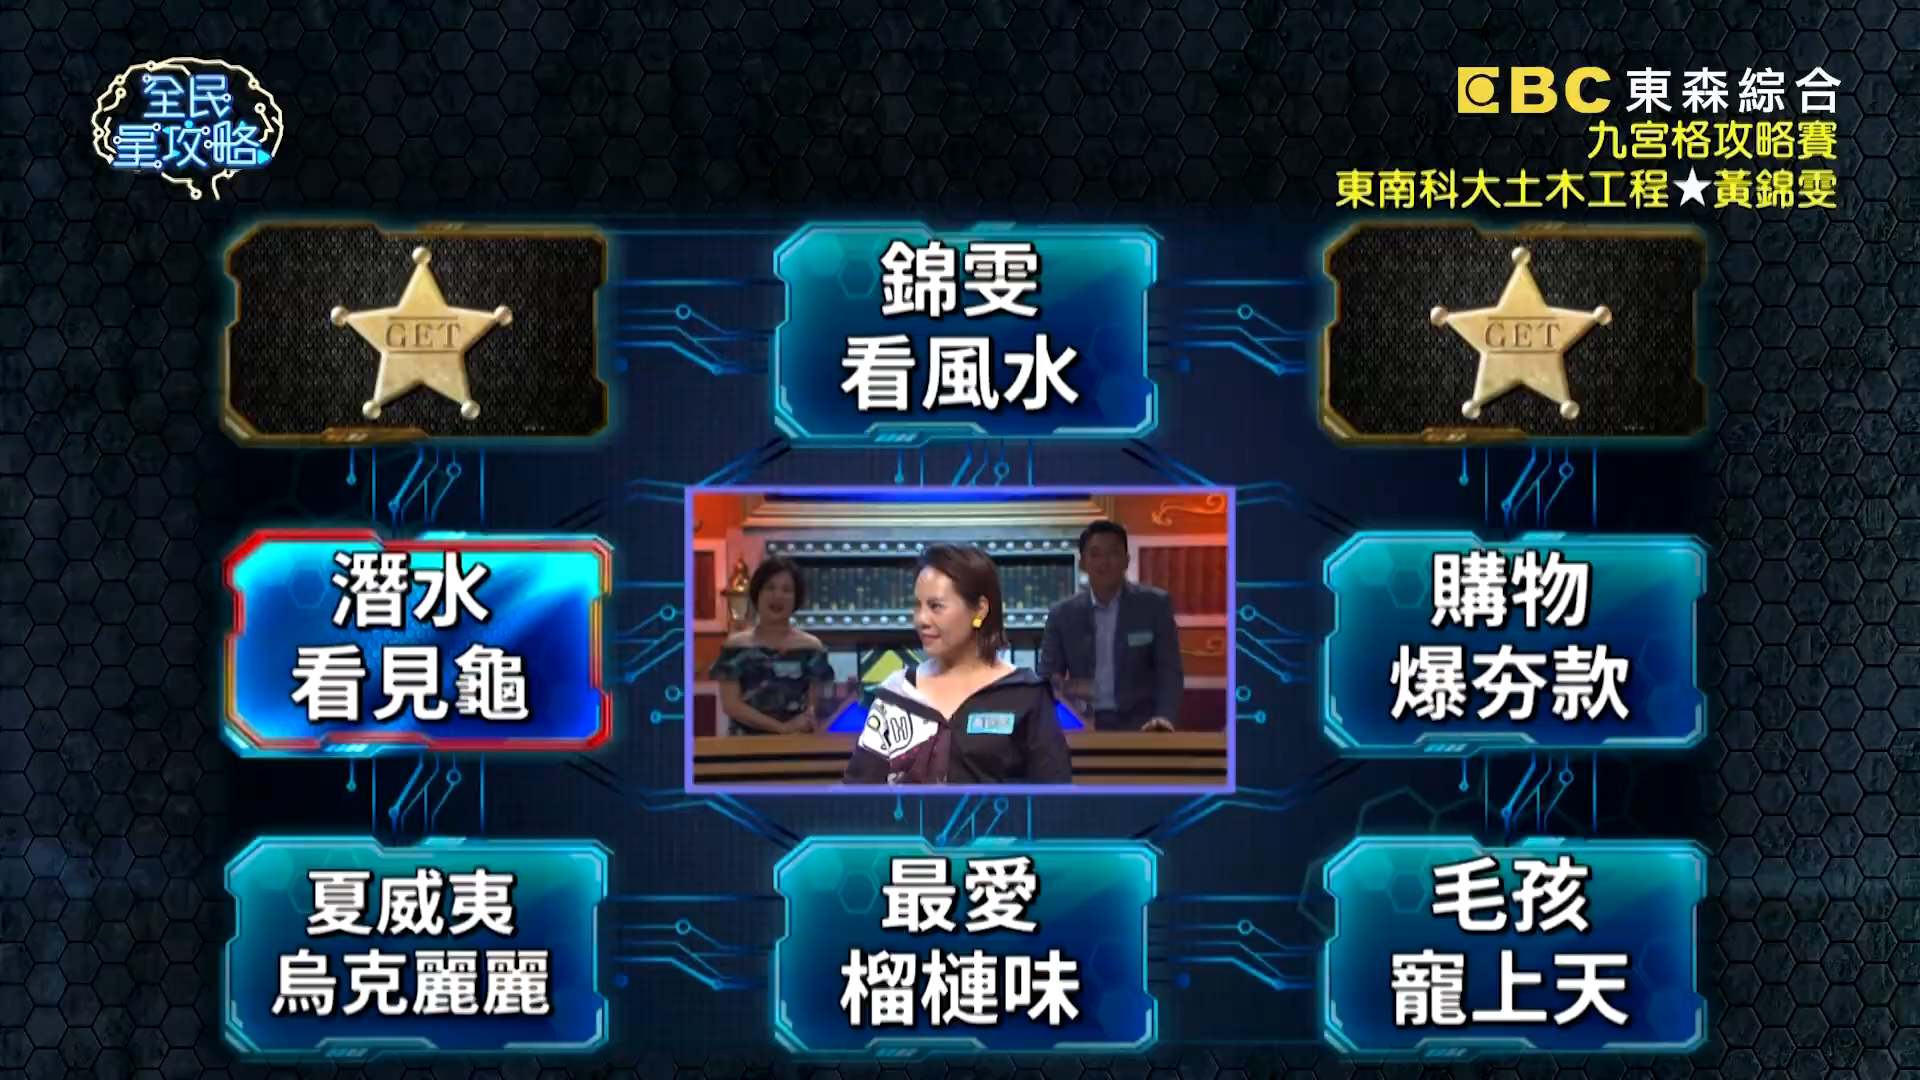 全民
星攻略
EBC 東森綜合
九宮格攻略賽
東南科大土木工程★黃錦雯
GET
錦雯
看風水
GET
潛水
看見龜
購物
爆夯款
夏威夷
烏克麗麗
最愛
榴槤味
毛孩
寵上天